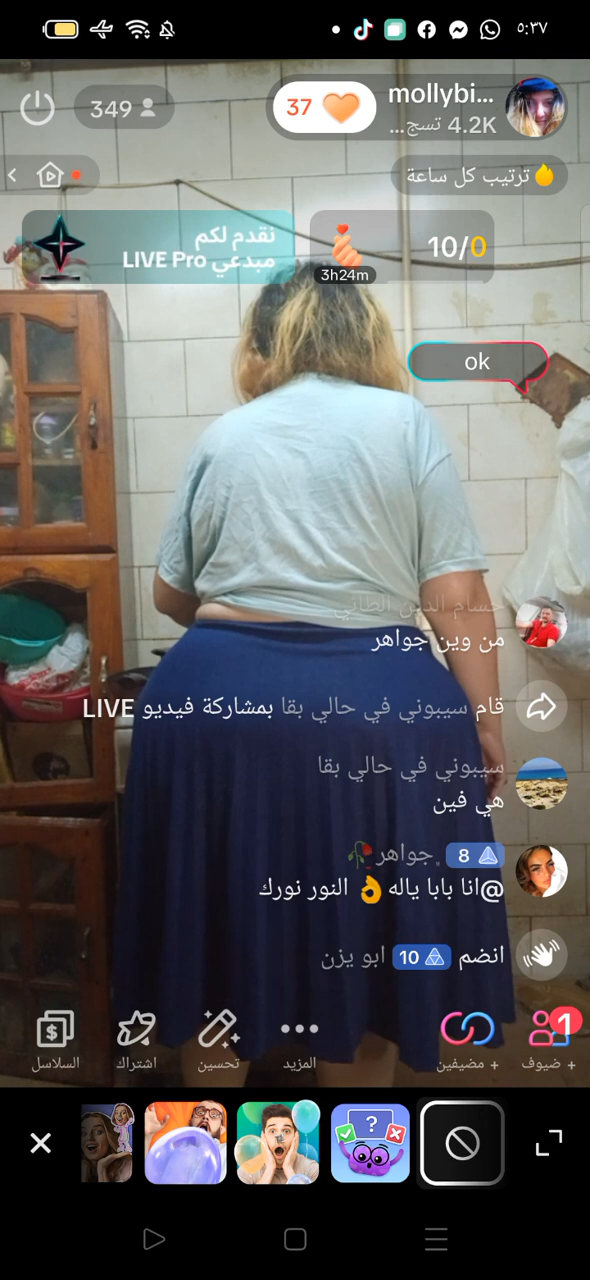 ٥:٣٧
mollybi...
4.2K تسج...
37
349
ترتيب كل ساعة
نقدم لكم
مبدعي LIVE Pro
10/0
3h24m
ok
حسام الدين الطائي
من وين جواهر
قام سيبوني في حالي بقا بمشاركة فيديو LIVE
سيبوني في حالي بقا
هي فين
8 جواهر
@انا بابا ياله👌 النور نورك
انضم 10 ابو يزن
1
+ ضيوف
+ مضيفين
المزيد
تحسين
اشتراك
السلاسل